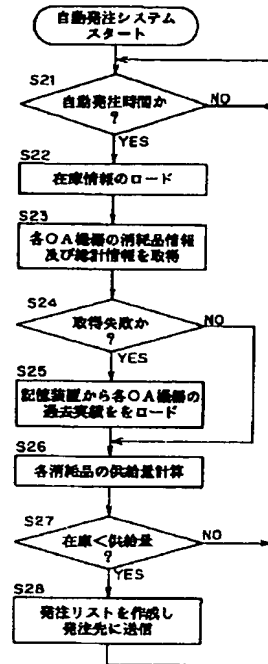 自動発注システム
スタート
S21
自動発注時間か
?
NO
YES
S22
在庫情報のロード
S23
各OA機器の消耗品情報
及び統計情報を取得
S24
取得失敗か
?
NO
YES
S25
記憶装置から各OA機器の
過去実績ををロード
S26
各消耗品の供給量計算
S27
在庫<供給量
?
NO
YES
S28
発注リストを作成し
発注先に送信